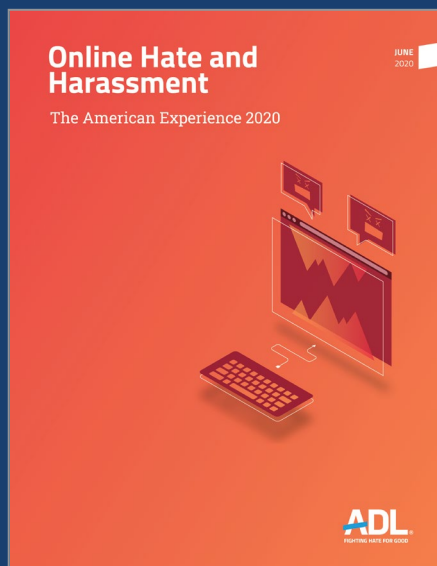 Online Hate and
Harassment
JUNE
2020
The American Experience 2020
ADL®
FIGHTING HATE FOR GOOD